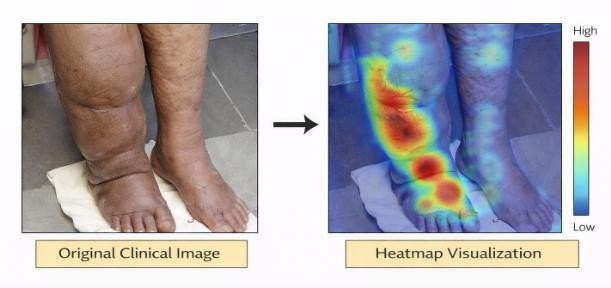 High
Low
Original Clinical Image
Heatmap Visualization